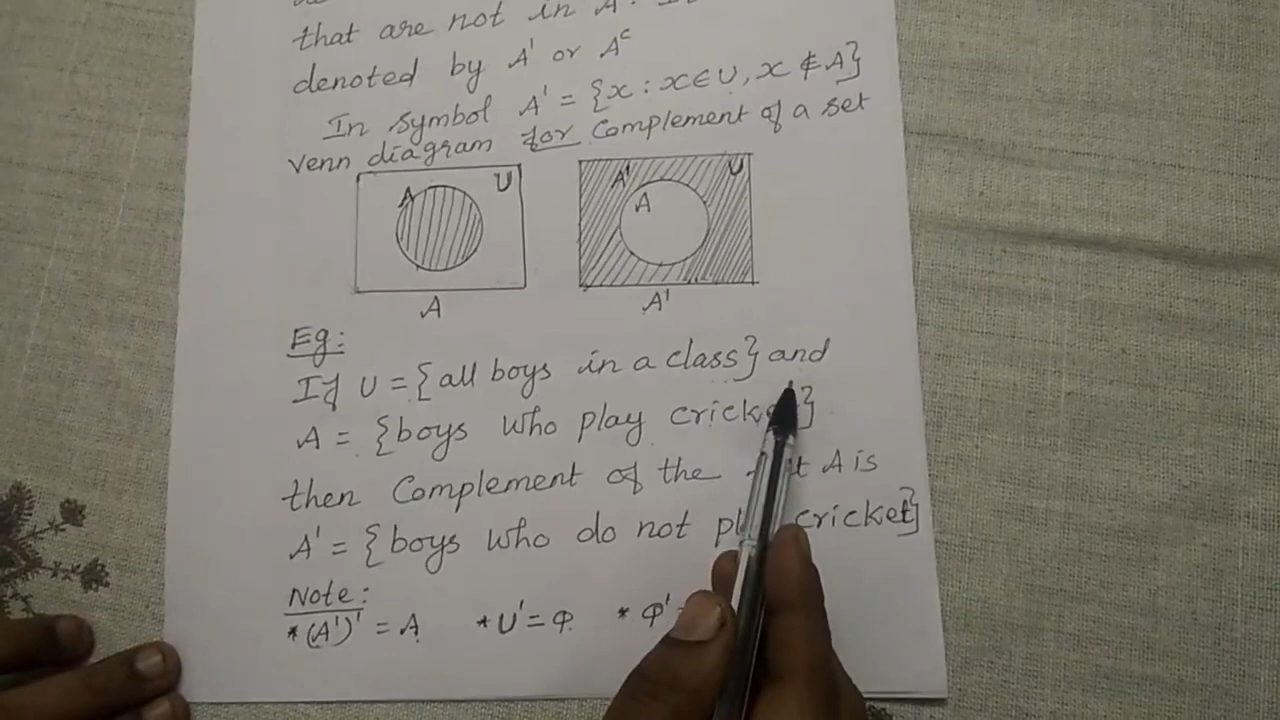 that are not in A.
denoted by A' or Aᶜ
In symbol A' = {x : x ∈ U, x ∉ A}
Venn diagram for Complement of a set
A U
A' U
A
A
A'
Eg:
If U = {all boys in a class} and
A = {boys who play cricket}
then Complement of the A is
A' = {boys who do not cricket}
Note:
*(A')' = A *U' = φ * φ'